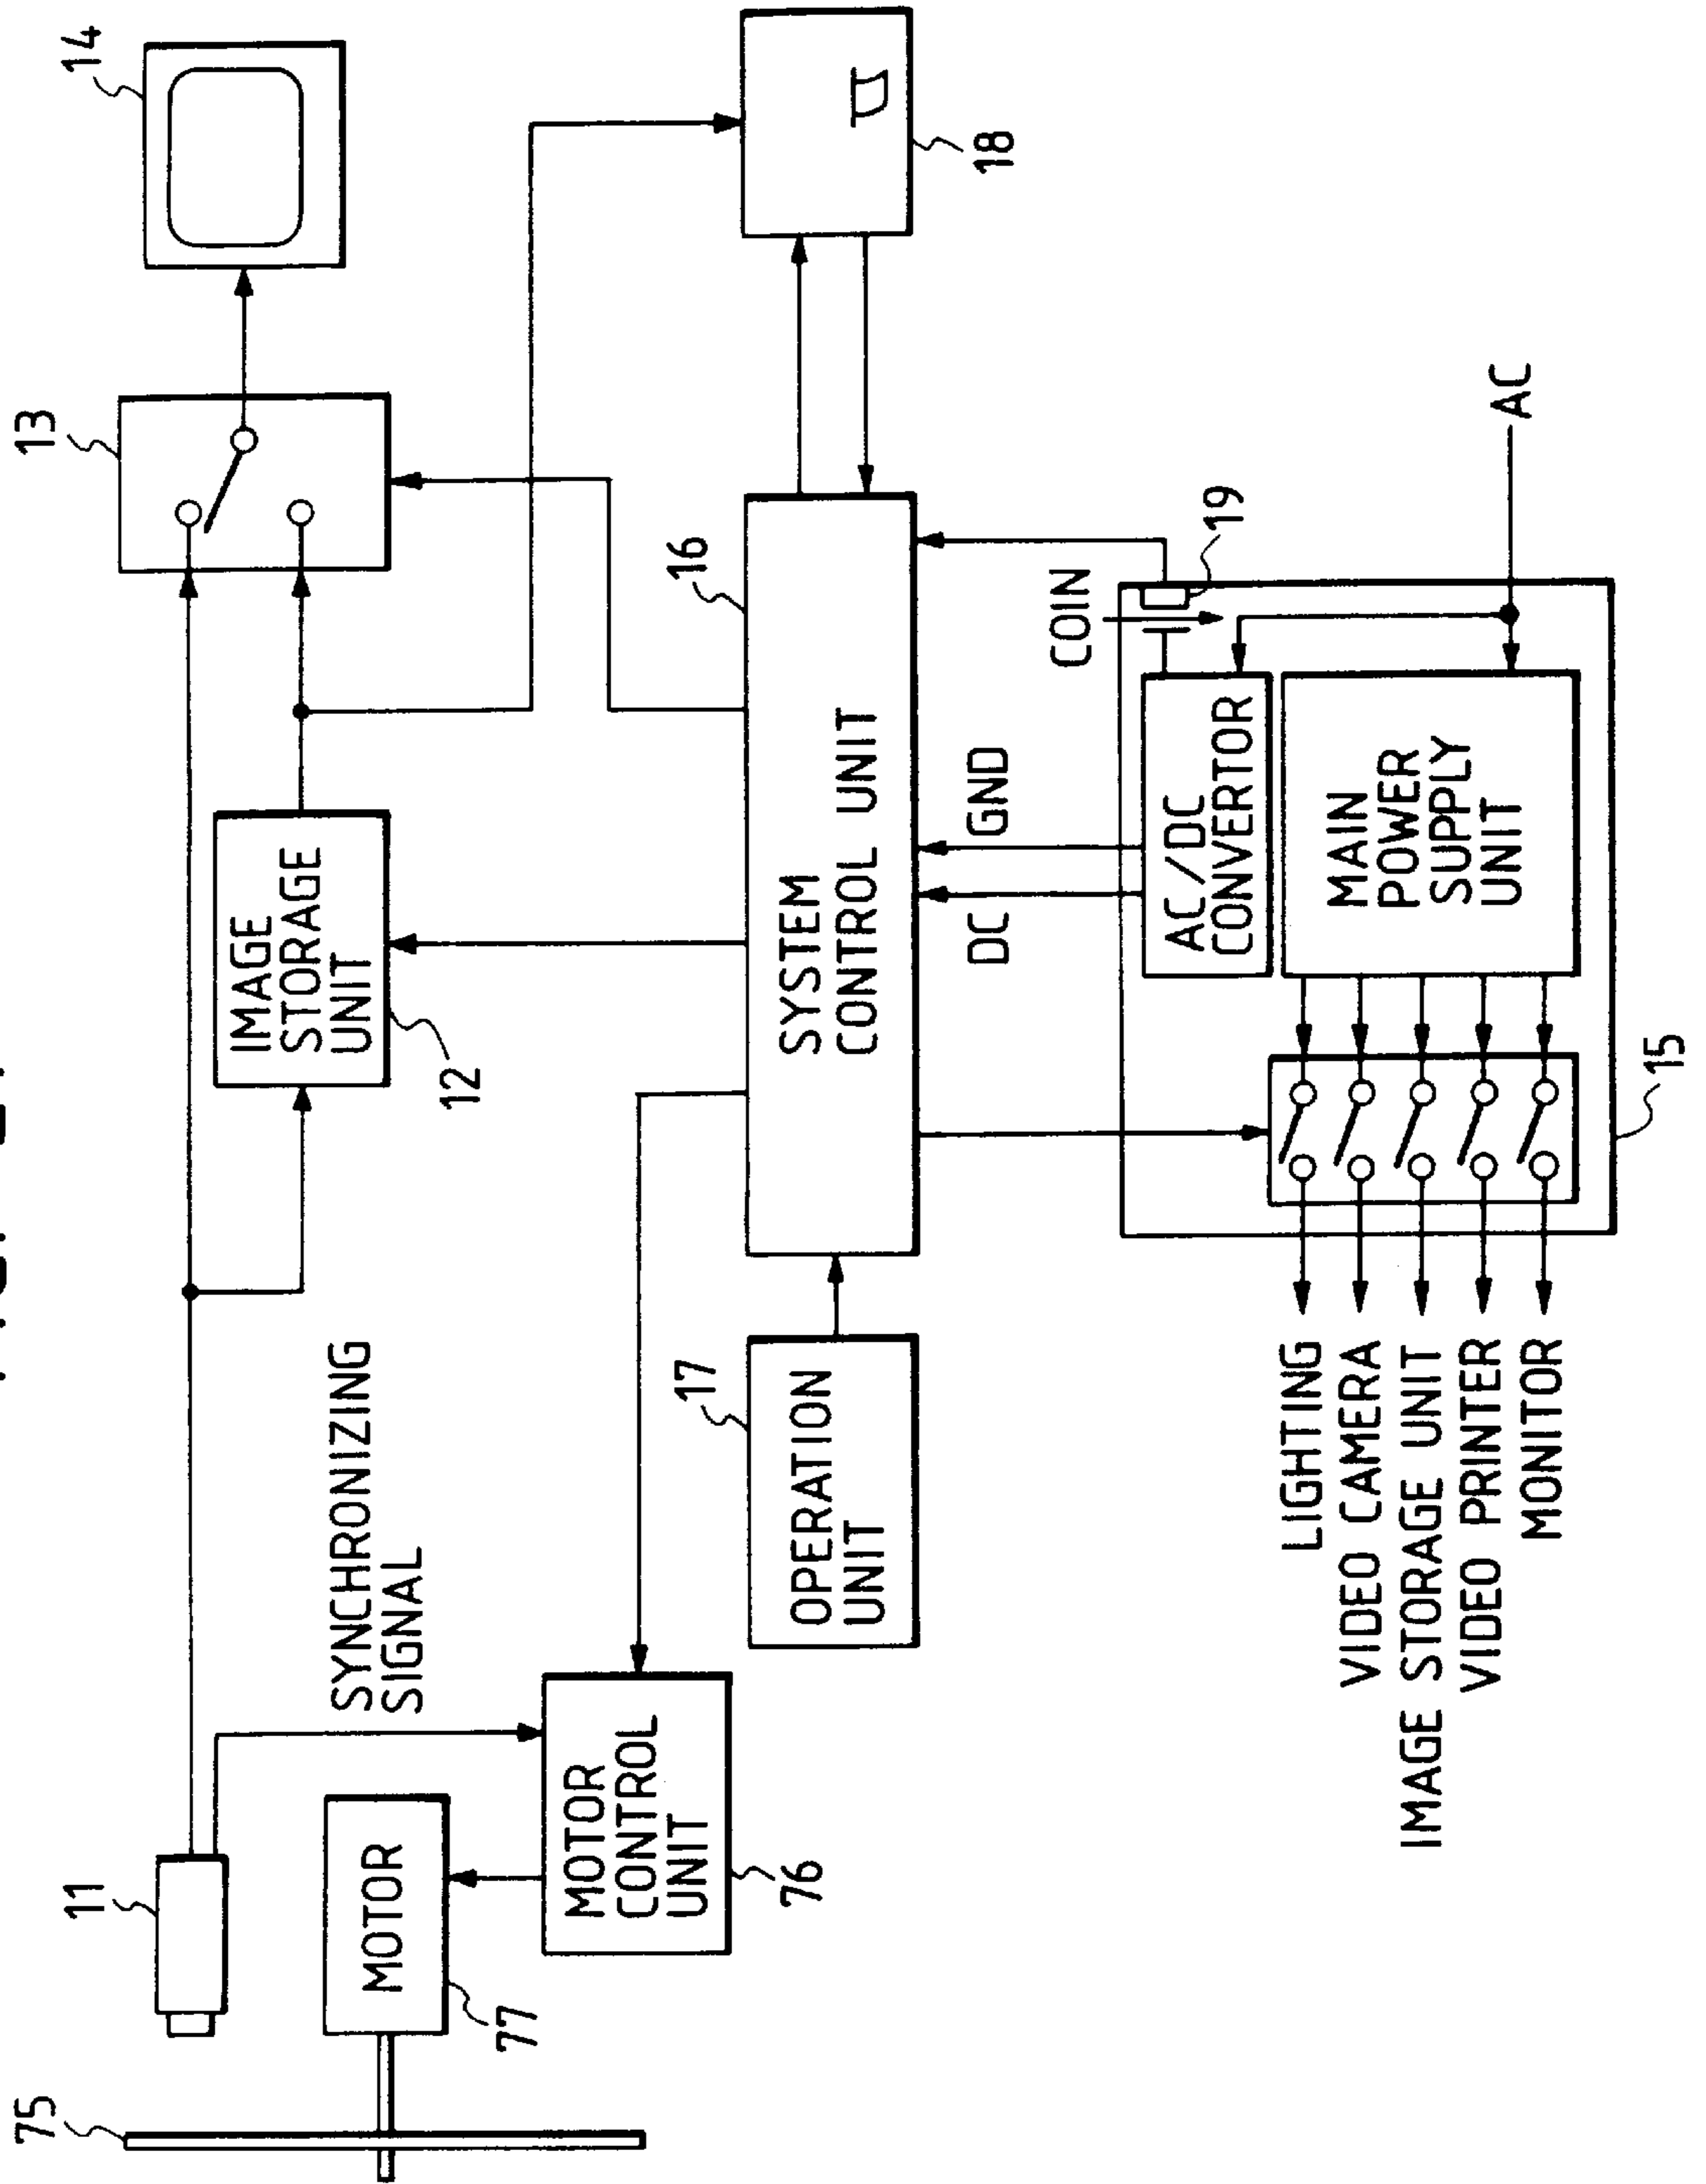 75
11
77
MOTOR
SYNCHRONIZING
SIGNAL
MOTOR
CONTROL
UNIT
76
IMAGE
STORAGE
UNIT
12
13
14
17
OPERATION
UNIT
16
SYSTEM
CONTROL UNIT
18
DC
GND
COIN
19
AC/DC
CONVERTOR
MAIN
POWER
SUPPLY
UNIT
AC
15
LIGHTING
VIDEO CAMERA
IMAGE STORAGE UNIT
VIDEO PRINTER
MONITOR